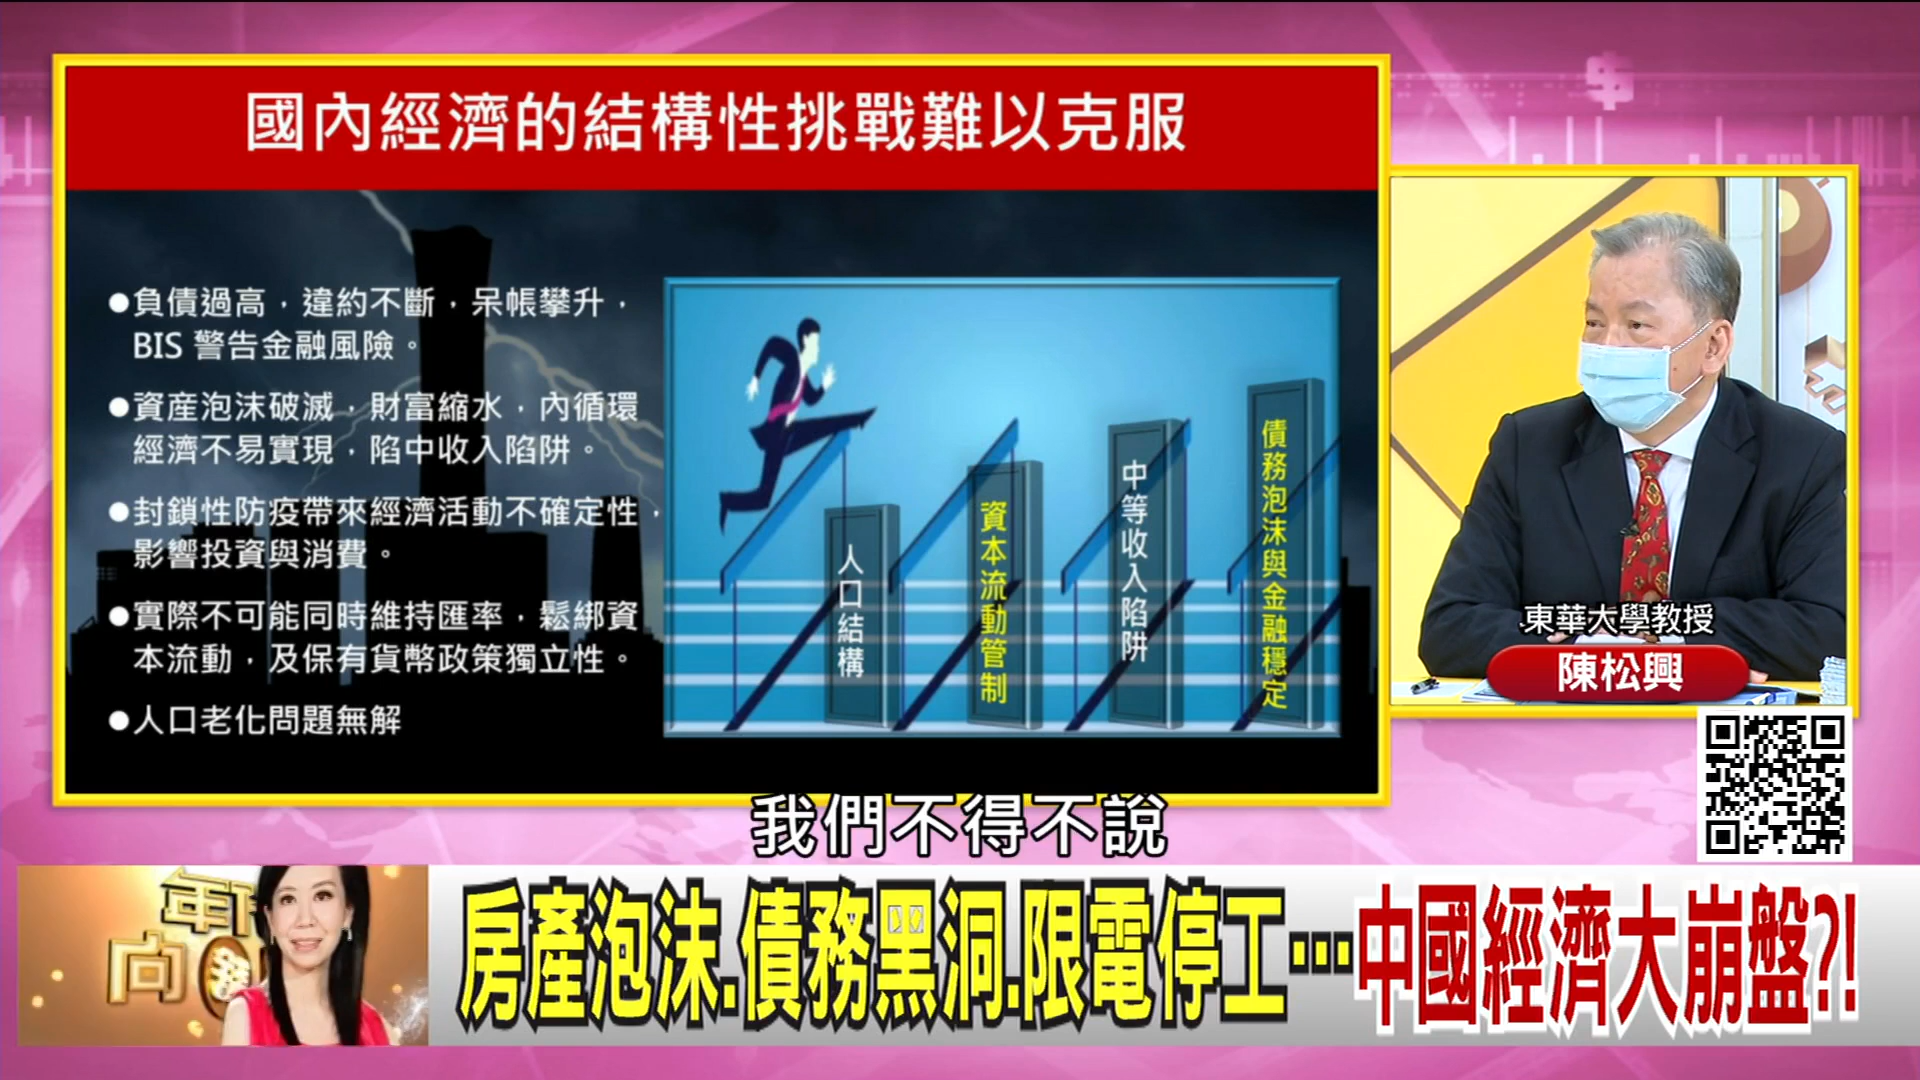 國內經濟的結構性挑戰難以克服
●負債過高，違約不斷，呆帳攀升，
BIS 警告金融風險。
●資產泡沫破滅，財富縮水，內循環
經濟不易實現，陷中收入陷阱。
●封鎖性防疫帶來經濟活動不確定性，
影響投資與消費。
●實際不可能同時維持匯率，鬆綁資
本流動，及保有貨幣政策獨立性。
●人口老化問題無解
人口結構
資本流動管制
中等收入陷阱
債務泡沫與金融穩定
東華大學教授
陳松興
我們不得不說
向
房產泡沫.債務黑洞.限電停工…中國經濟大崩盤?!